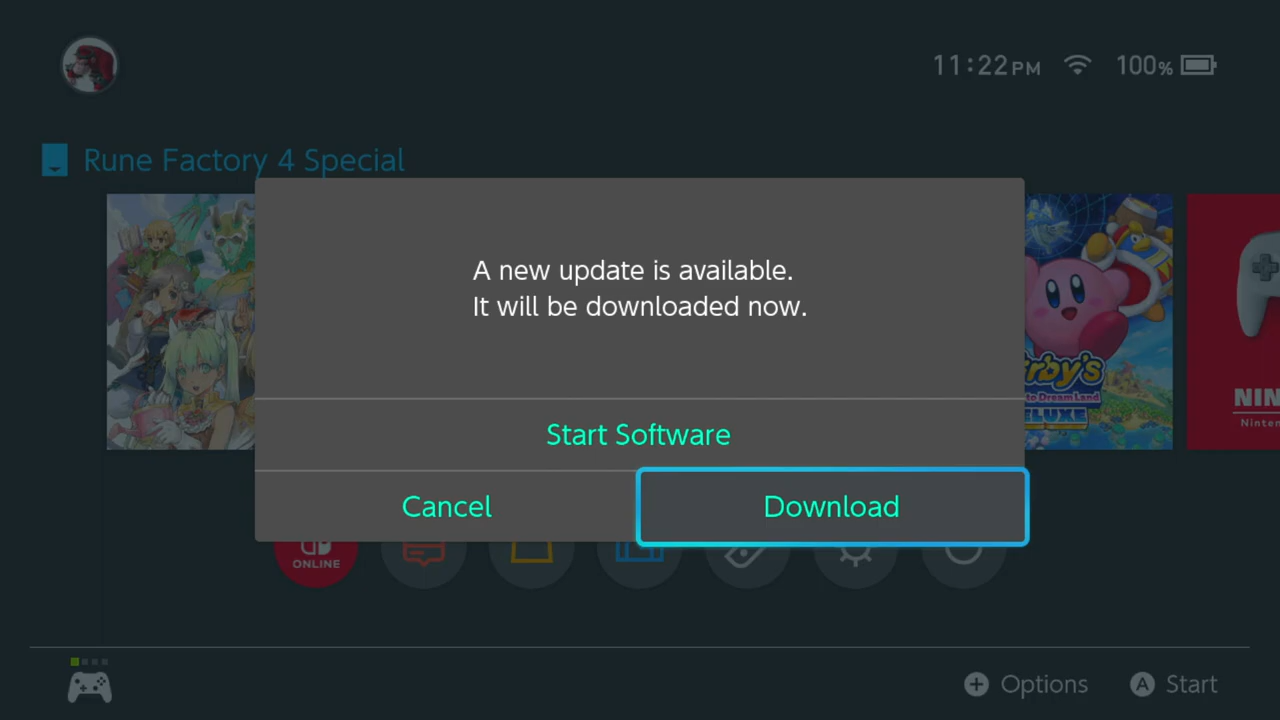 11:22PM 100%
Rune Factory 4 Special
A new update is available.
It will be downloaded now.
Start Software
Cancel
Download
ONLINE
Options
Start